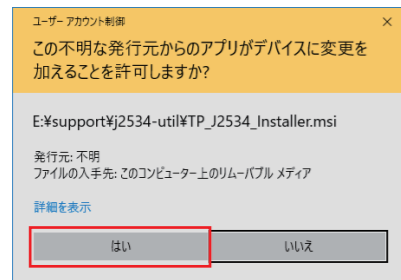 ユーザー アカウント制御
この不明な発行元からのアプリがデバイスに変更を
加えることを許可しますか?
E:¥support¥j2534-util¥TP_J2534_Installer.msi
発行元: 不明
ファイルの入手先: このコンピューター上のリムーバブル メディア
詳細を表示
はい いいえ